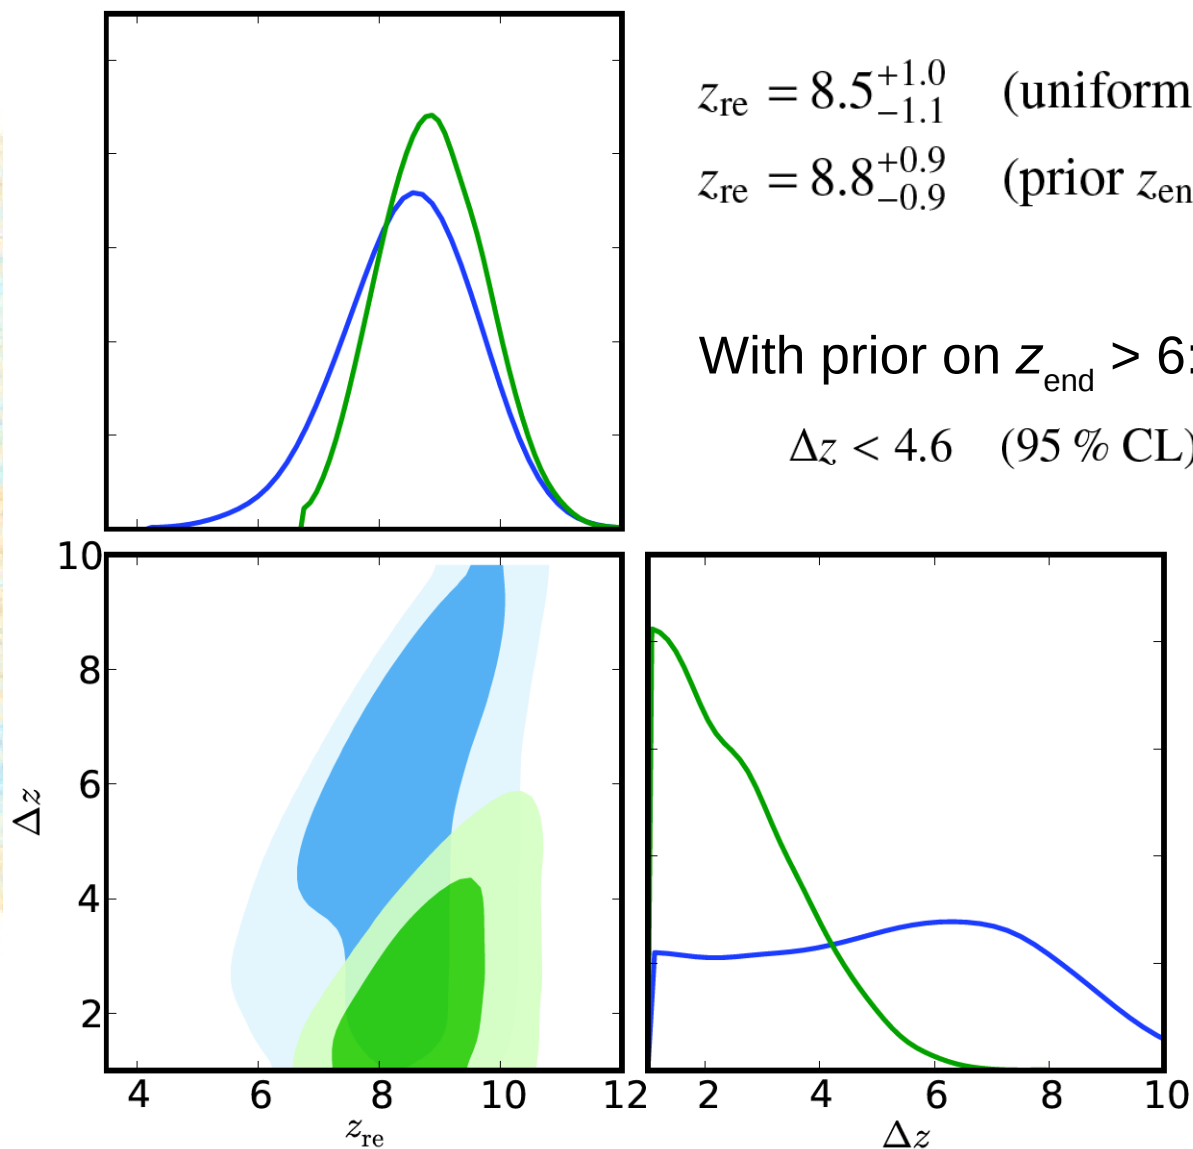 z_re = 8.5^{+1.0}_{−1.1} (uniform
z_re = 8.8^{+0.9}_{−0.9} (prior z_en
With prior on z_end > 6:
Δz < 4.6 (95 % CL)
10
8
6
4
2
Δz
4 6 8 10 12
z_re
2 4 6 8 10
Δz